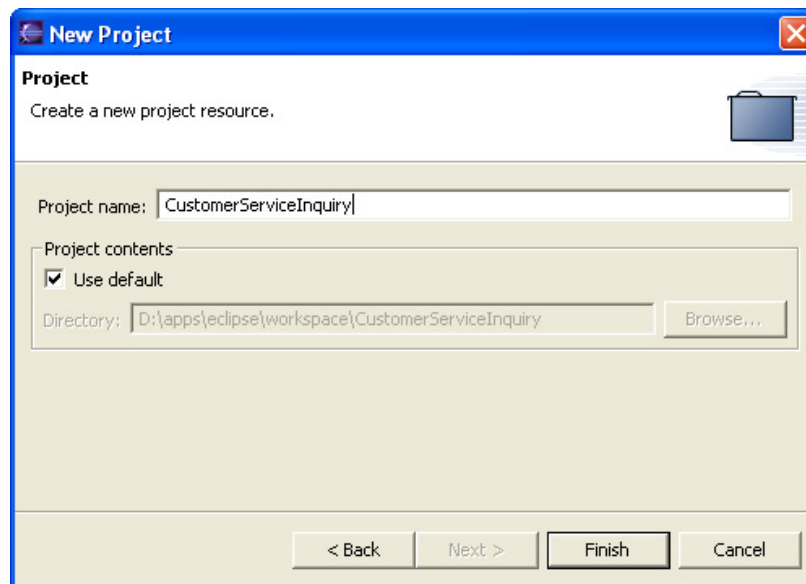 New Project
Project
Create a new project resource.
Project name: CustomerServiceInquiry
Project contents
Use default
Directory: D:\apps\eclipse\workspace\CustomerServiceInquiry Browse...
< Back Next > Finish Cancel